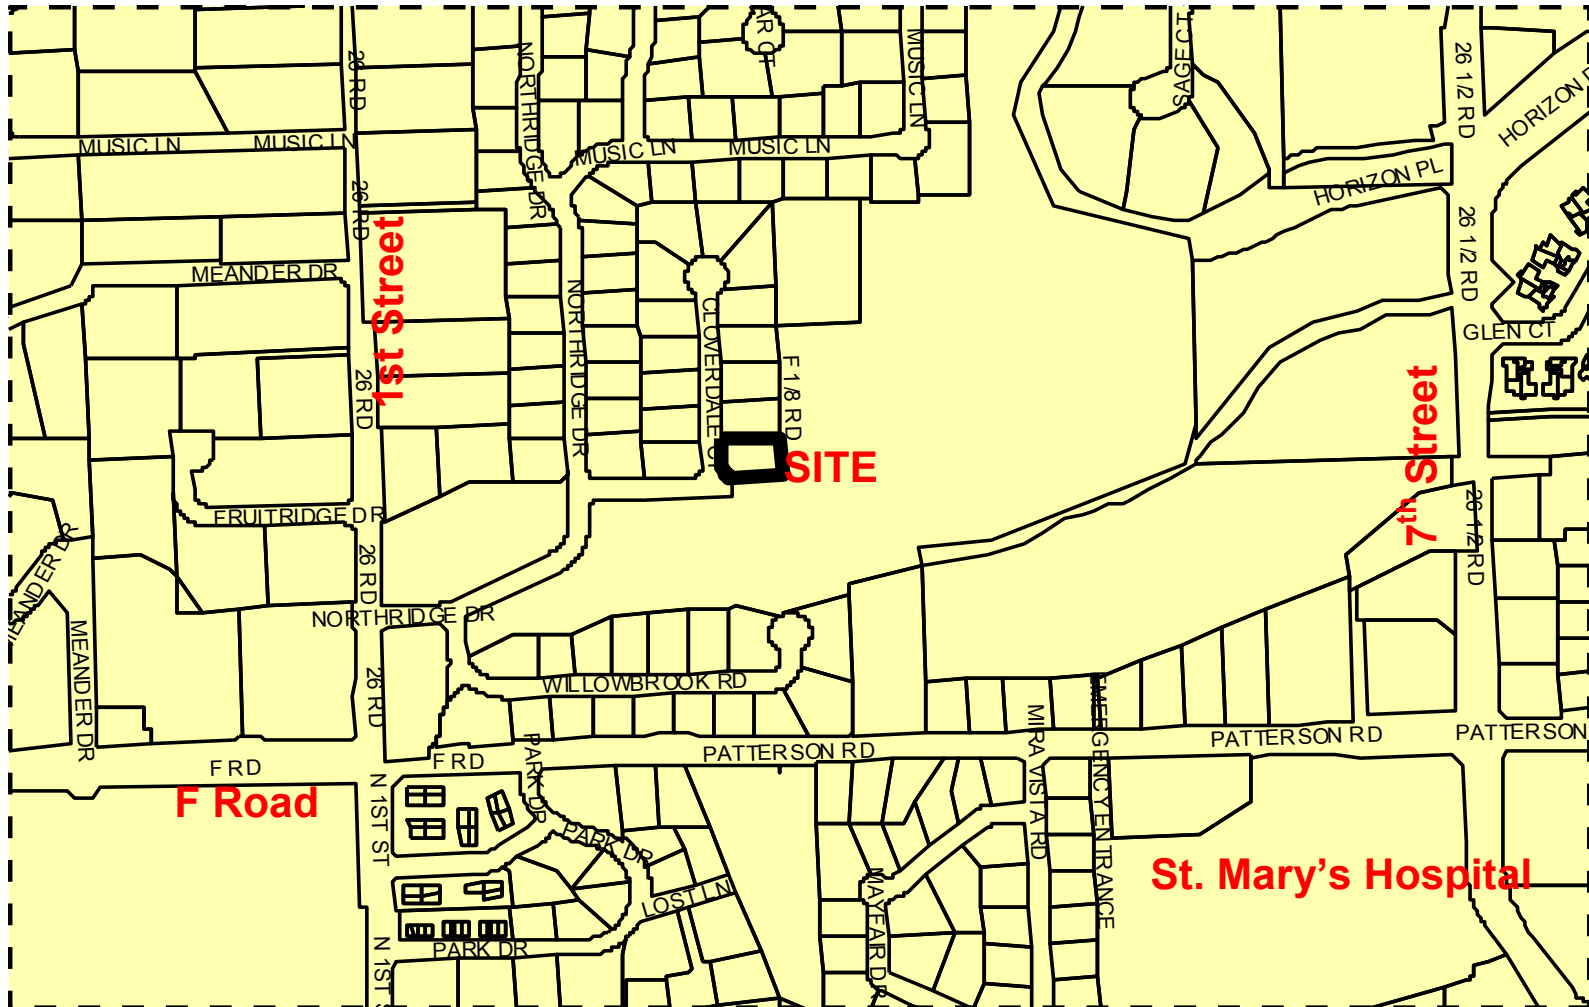 AR CT
MUSIC LN
SAGE CT
26 1/2 RD
HORIZON
26 RD
NORTHRIDGE DR
MUSIC LN
MUSIC LN
MUSIC LN
MUSIC LN
HORIZON PL
26 RD
1st Street
26 1/2 RD
MEANDER DR
NORTHRIDGE DR
CLOVERDALE CT
GLEN CT
F 1/8 RD
26 RD
7th Street
SITE
FRUITRIDGE DR
26 1/2 RD
MEANDER DR
26 RD
NORTHRIDGE DR
MEANDER DR
26 RD
WILLOWBROOK RD
EMERGENCY ENTRANCE
MIRA VISTA RD
PATTERSON RD
PATTERSON RD
PATTERSON
F RD
F RD
PARK DR
F Road
N 1ST ST
PARK DR
St. Mary's Hospital
MAYFAIR DR
LOST LN
PARK DR
N 1ST S